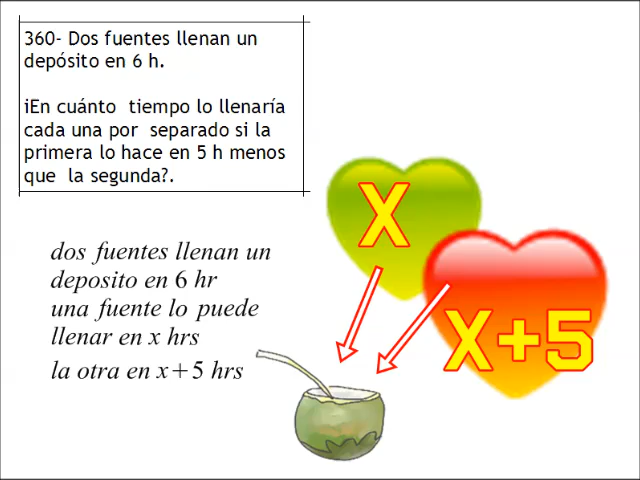 360- Dos fuentes llenan un
depósito en 6 h.
¡En cuánto tiempo lo llenaría
cada una por separado si la
primera lo hace en 5 h menos
que la segunda?.
dos fuentes llenan un
deposito en 6 hr
una fuente lo puede
llenar en x hrs
la otra en x+5 hrs
X
X+5